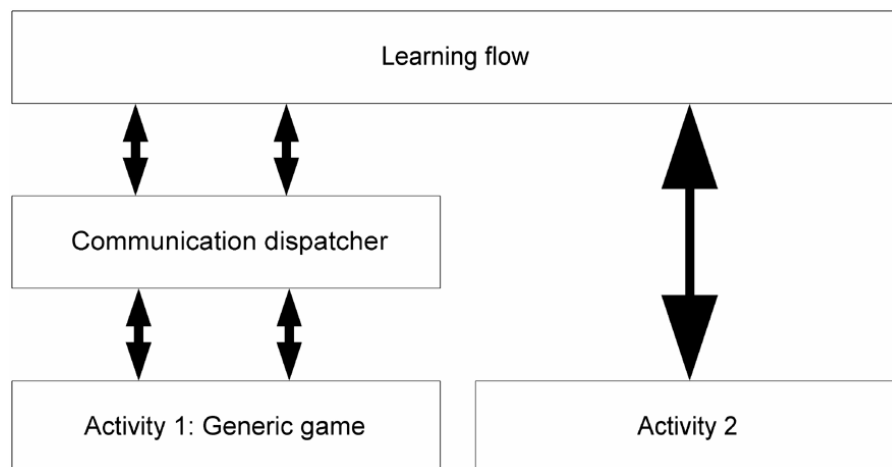 Learning flow
Communication dispatcher
Activity 1: Generic game
Activity 2